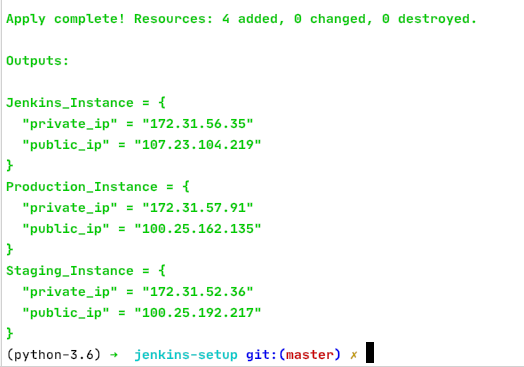 Apply complete! Resources: 4 added, 0 changed, 0 destroyed.
Outputs:
Jenkins_Instance = {
  "private_ip" = "172.31.56.35"
  "public_ip" = "107.23.104.219"
}
Production_Instance = {
  "private_ip" = "172.31.57.91"
  "public_ip" = "100.25.162.135"
}
Staging_Instance = {
  "private_ip" = "172.31.52.36"
  "public_ip" = "100.25.192.217"
}
(python-3.6) → jenkins-setup git:(master) ✗